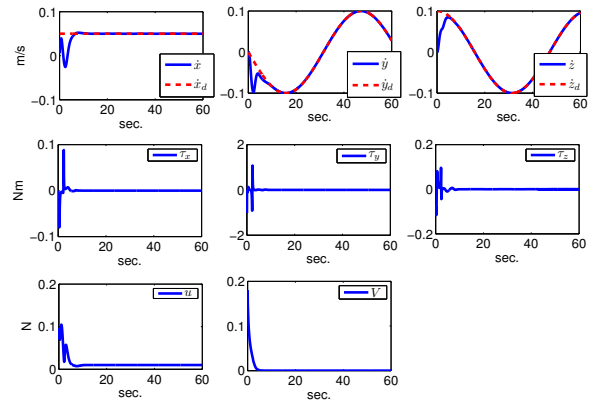 0.1 0 −0.1 m/s ẋ ẋd 0 20 40 60 sec.
0.1 0 −0.1 ẏ ẏd 0 20 40 60 sec.
0.1 0 −0.1 ż żd 0 20 40 60 sec.
0.1 0 −0.1 Nm τx 0 20 40 60 sec.
2 0 −2 τy 0 20 40 60 sec.
0.2 0 −0.2 τz 0 20 40 60 sec.
0.2 0.1 0 N u 0 20 40 60 sec.
0.2 0.1 0 V 0 20 40 60 sec.